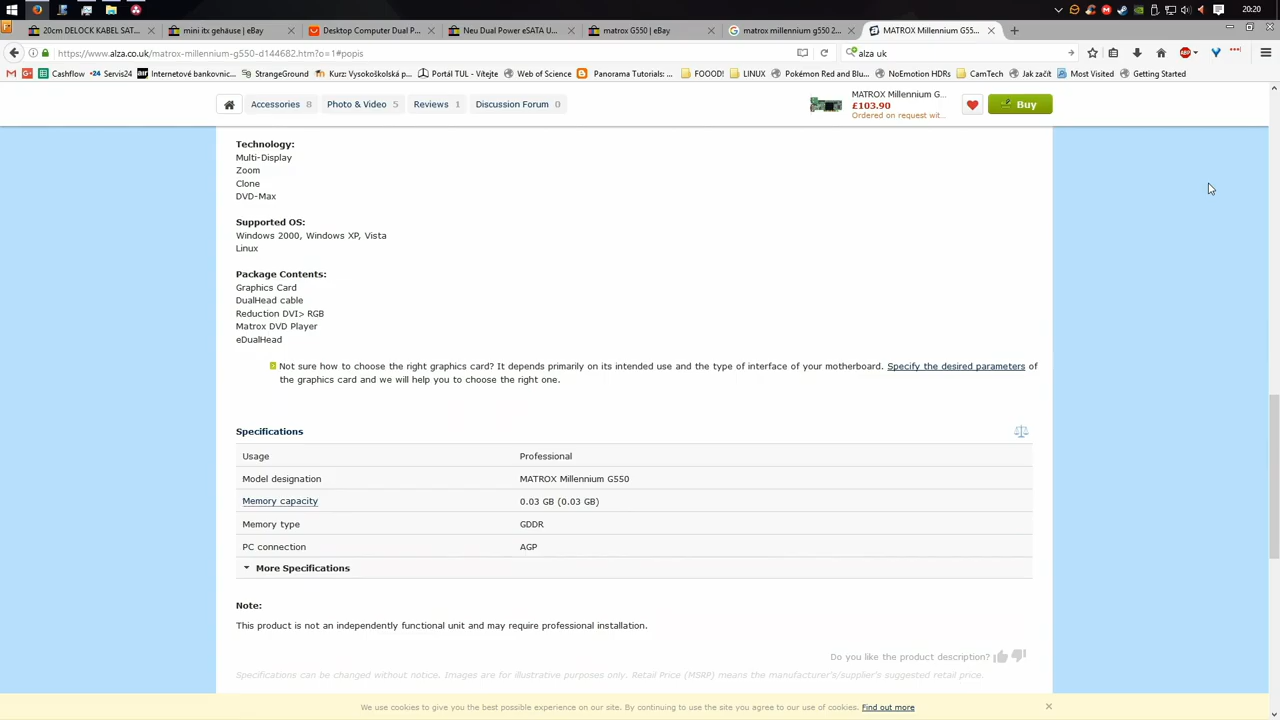 20:20
20cm DELOCK KABEL SAT...
mini itx gehäuse | eBay
Desktop Computer Dual P...
Neu Dual Power eSATA U...
matrox G550 | eBay
matrox millennium g550 2...
MATROX Millennium G55...
https://www.alza.co.uk/matrox-millennium-g550-d144682.htm?o=1#popis
alza uk
Cashflow
Servis24
Internetové bankovnic...
StrangeGround
Kurz: Vysokoškolská p...
Portál TUL - Vítejte
Web of Science
Panorama Tutorials: ...
FOOOD!
LINUX
Pokémon Red and Blu...
NoEmotion HDRs
CamTech
Jak začít
Most Visited
Getting Started
Accessories 8
Photo & Video 5
Reviews 1
Discussion Forum 0
MATROX Millennium G...
£103.90
Ordered on request wit...
Buy
Technology:
Multi-Display
Zoom
Clone
DVD-Max
Supported OS:
Windows 2000, Windows XP, Vista
Linux
Package Contents:
Graphics Card
DualHead cable
Reduction DVI> RGB
Matrox DVD Player
eDualHead
Not sure how to choose the right graphics card? It depends primarily on its intended use and the type of interface of your motherboard. Specify the desired parameters of
the graphics card and we will help you to choose the right one.
Specifications
Usage Professional
Model designation MATROX Millennium G550
Memory capacity 0.03 GB (0.03 GB)
Memory type GDDR
PC connection AGP
More Specifications
Note:
This product is not an independently functional unit and may require professional installation.
Do you like the product description?
Specifications can be changed without notice. Images are for illustrative purposes only. Retail Price (MSRP) means the manufacturer's/supplier's suggested retail price.
We use cookies to give you the best possible experience on our site. By continuing to use the site you agree to our use of cookies. Find out more